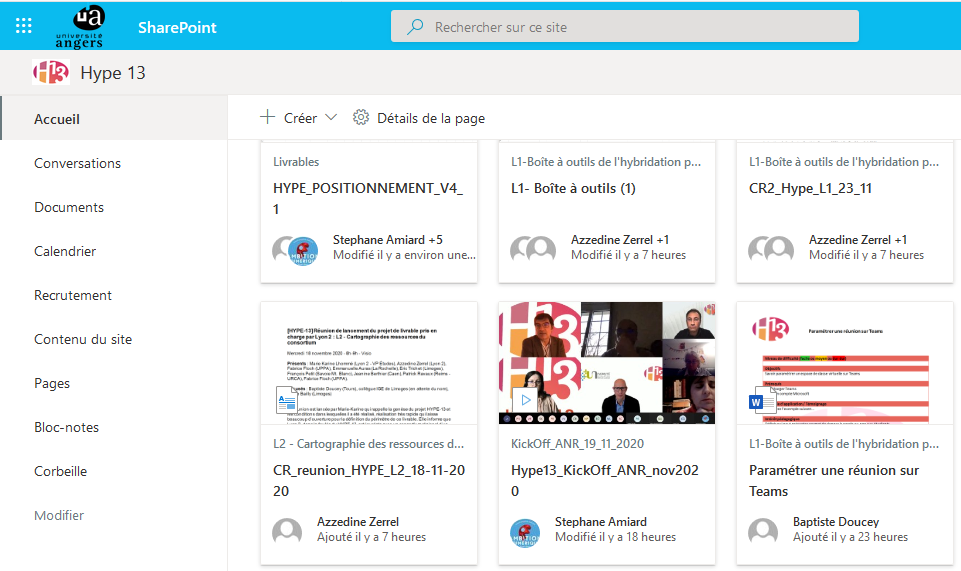 université
angers
SharePoint
Rechercher sur ce site
H13
Hype 13
Accueil
Conversations
Documents
Calendrier
Recrutement
Contenu du site
Pages
Bloc-notes
Corbeille
Modifier
Créer
Détails de la page
Livrables
HYPE_POSITIONNEMENT_V4_
1
Stephane Amiard +5
Modifié il y a environ une...
L1-Boîte à outils de l'hybridation p...
L1- Boîte à outils (1)
Azzedine Zerrel +1
Modifié il y a 7 heures
L1-Boîte à outils de l'hybridation p...
CR2_Hype_L1_23_11
Azzedine Zerrel +1
Modifié il y a 7 heures
[HYPE-13] Réunion de lancement du projet de livrable pris en
charge par Lyon 2 : L2 - Cartographie des ressources du
consortium
L2 - Cartographie des ressources d...
CR_reunion_HYPE_L2_18-11-20
20
Azzedine Zerrel
Ajouté il y a 7 heures
KickOff_ANR_19_11_2020
Hype13_KickOff_ANR_nov202
0
Stephane Amiard
Modifié il y a 18 heures
H13
Paramétrer une réunion sur Teams
L1-Boîte à outils de l'hybridation p...
Paramétrer une réunion sur
Teams
Baptiste Doucey
Ajouté il y a 23 heures